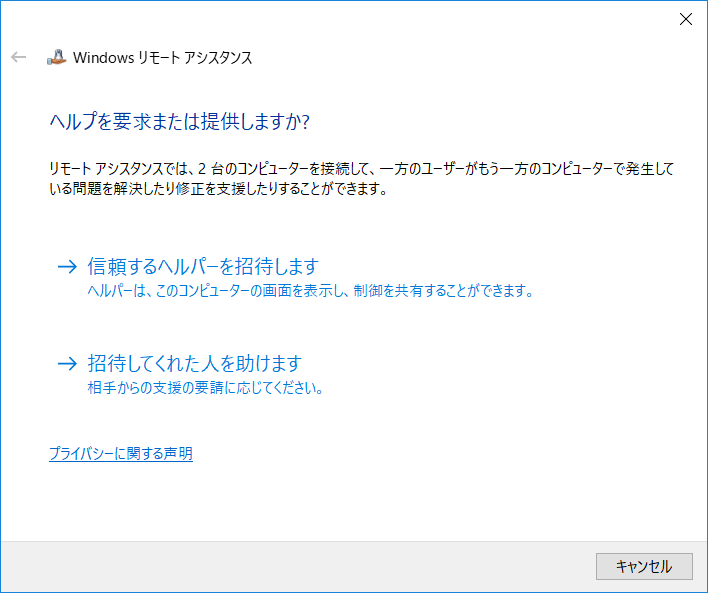 Windows リモート アシスタンス
ヘルプを要求または提供しますか?
リモート アシスタンスでは、2 台のコンピューターを接続して、一方のユーザーがもう一方のコンピューターで発生して
いる問題を解決したり修正を支援したりすることができます。
信頼するヘルパーを招待します
ヘルパーは、このコンピューターの画面を表示し、制御を共有することができます。
招待してくれた人を助けます
相手からの支援の要請に応じてください。
プライバシーに関する声明
キャンセル